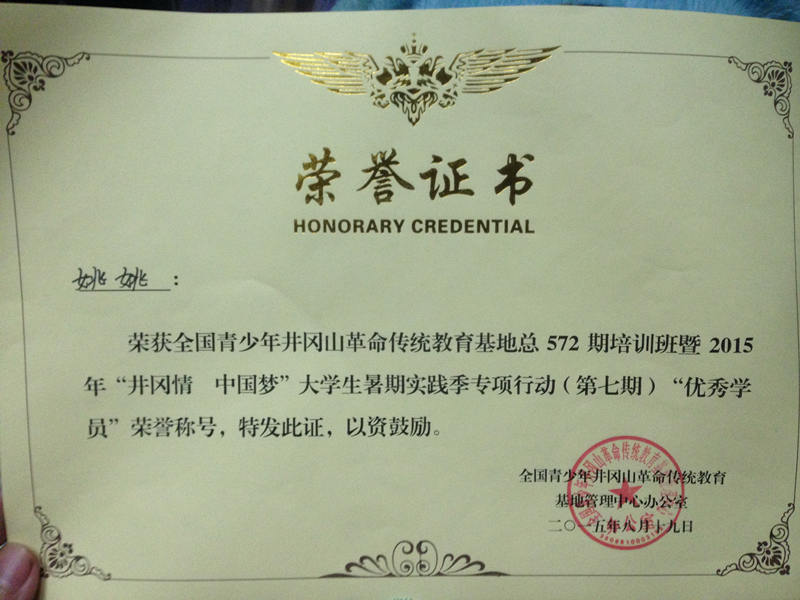 荣誉证书
HONORARY CREDENTIAL
姚姚：
荣获全国青少年井冈山革命传统教育基地总 572 期培训班暨 2015
年“井冈情 中国梦”大学生暑期实践季专项行动（第七期）“优秀学
员”荣誉称号，特发此证，以资鼓励。
全国青少年井冈山革命传统教育
基地管理中心办公室
二〇一五年八月十九日